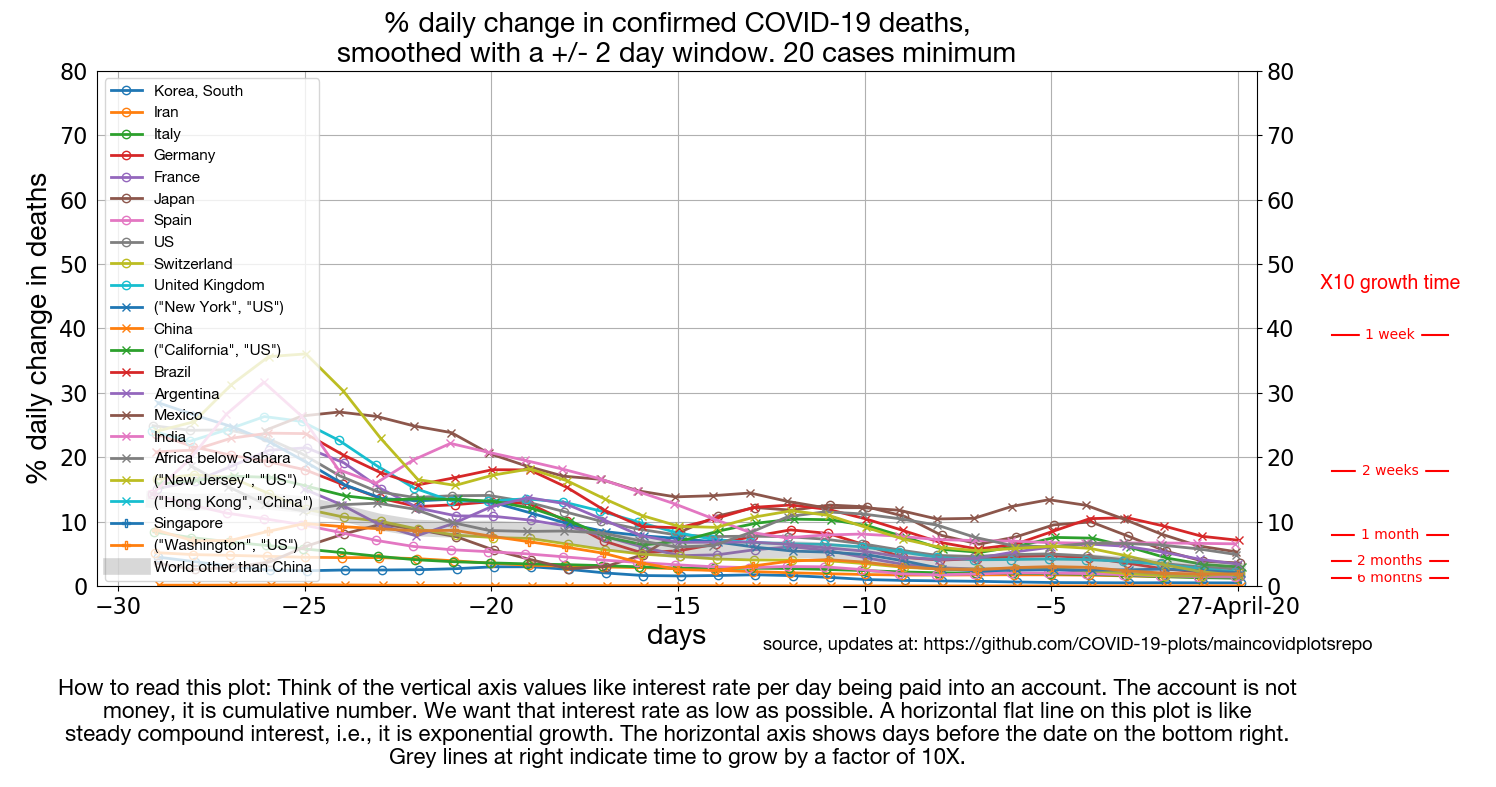 % daily change in confirmed COVID-19 deaths,
smoothed with a +/- 2 day window. 20 cases minimum
% daily change in deaths
80
70
60
50
40
30
20
10
0
Korea, South
Iran
Italy
Germany
France
Japan
Spain
US
Switzerland
United Kingdom
("New York", "US")
China
("California", "US")
Brazil
Argentina
Mexico
India
Africa below Sahara
("New Jersey", "US")
("Hong Kong", "China")
Singapore
("Washington", "US")
World other than China
80
70
60
50
40
30
20
10
0
X10 growth time
1 week
2 weeks
1 month
2 months
6 months
−30
−25
−20
−15
−10
−5
27-April-20
days
source, updates at: https://github.com/COVID-19-plots/maincovidplotsrepo
How to read this plot: Think of the vertical axis values like interest rate per day being paid into an account. The account is not
money, it is cumulative number. We want that interest rate as low as possible. A horizontal flat line on this plot is like
steady compound interest, i.e., it is exponential growth. The horizontal axis shows days before the date on the bottom right.
Grey lines at right indicate time to grow by a factor of 10X.